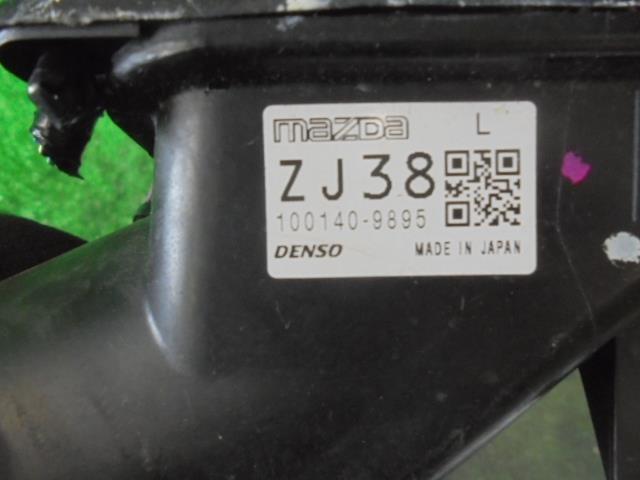 mazda L
ZJ38
100140-9895
DENSO MADE IN JAPAN